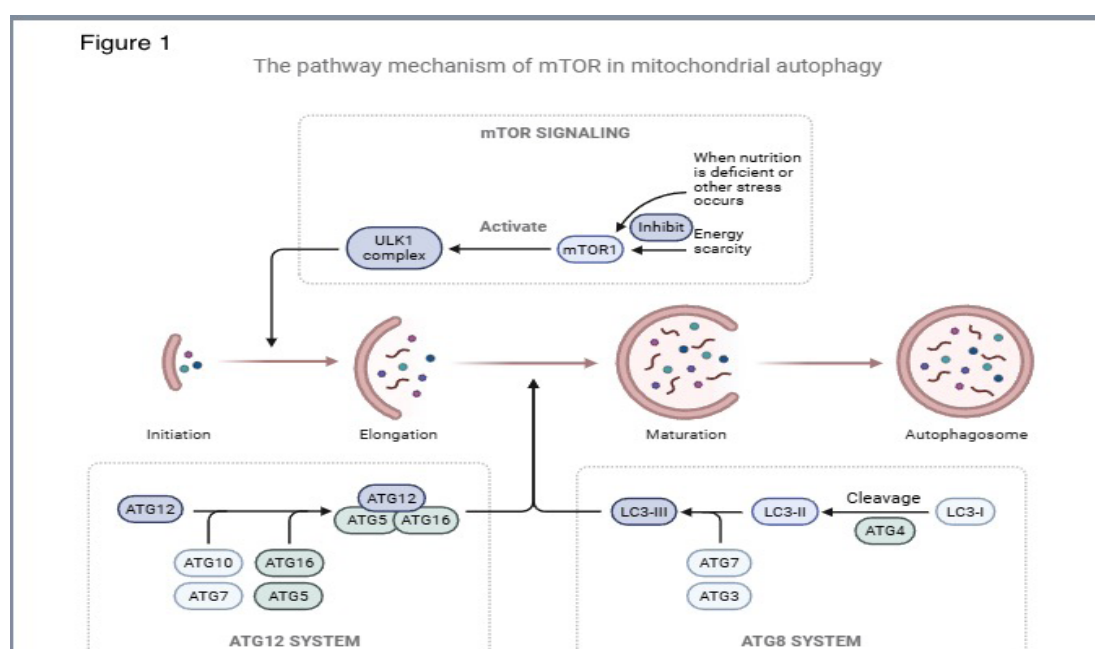 Figure 1
The pathway mechanism of mTOR in mitochondrial autophagy
mTOR SIGNALING
When nutrition
is deficient or
other stress
occurs
Inhibit
Energy
scarcity
mTOR1
Activate
ULK1
complex
Initiation
Elongation
Maturation
Autophagosome
ATG12
ATG10
ATG7
ATG16
ATG5
ATG12
ATG5
ATG16
ATG12 SYSTEM
LC3-III
LC3-II
Cleavage
ATG4
LC3-I
ATG7
ATG3
ATG8 SYSTEM